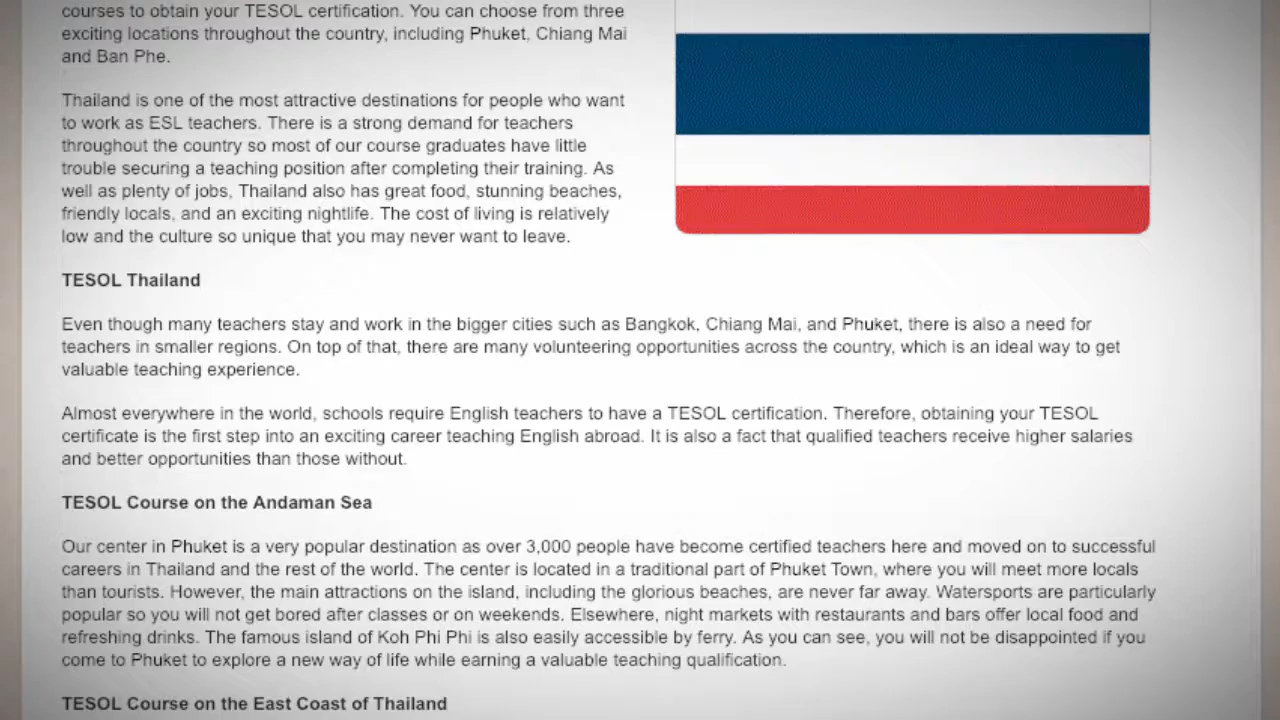 courses to obtain your TESOL certification. You can choose from three
exciting locations throughout the country, including Phuket, Chiang Mai
and Ban Phe.
Thailand is one of the most attractive destinations for people who want
to work as ESL teachers. There is a strong demand for teachers
throughout the country so most of our course graduates have little
trouble securing a teaching position after completing their training. As
well as plenty of jobs, Thailand also has great food, stunning beaches,
friendly locals, and an exciting nightlife. The cost of living is relatively
low and the culture so unique that you may never want to leave.
TESOL Thailand
Even though many teachers stay and work in the bigger cities such as Bangkok, Chiang Mai, and Phuket, there is also a need for
teachers in smaller regions. On top of that, there are many volunteering opportunities across the country, which is an ideal way to get
valuable teaching experience.
Almost everywhere in the world, schools require English teachers to have a TESOL certification. Therefore, obtaining your TESOL
certificate is the first step into an exciting career teaching English abroad. It is also a fact that qualified teachers receive higher salaries
and better opportunities than those without.
TESOL Course on the Andaman Sea
Our center in Phuket is a very popular destination as over 3,000 people have become certified teachers here and moved on to successful
careers in Thailand and the rest of the world. The center is located in a traditional part of Phuket Town, where you will meet more locals
than tourists. However, the main attractions on the island, including the glorious beaches, are never far away. Watersports are particularly
popular so you will not get bored after classes or on weekends. Elsewhere, night markets with restaurants and bars offer local food and
refreshing drinks. The famous island of Koh Phi Phi is also easily accessible by ferry. As you can see, you will not be disappointed if you
come to Phuket to explore a new way of life while earning a valuable teaching qualification.
TESOL Course on the East Coast of Thailand